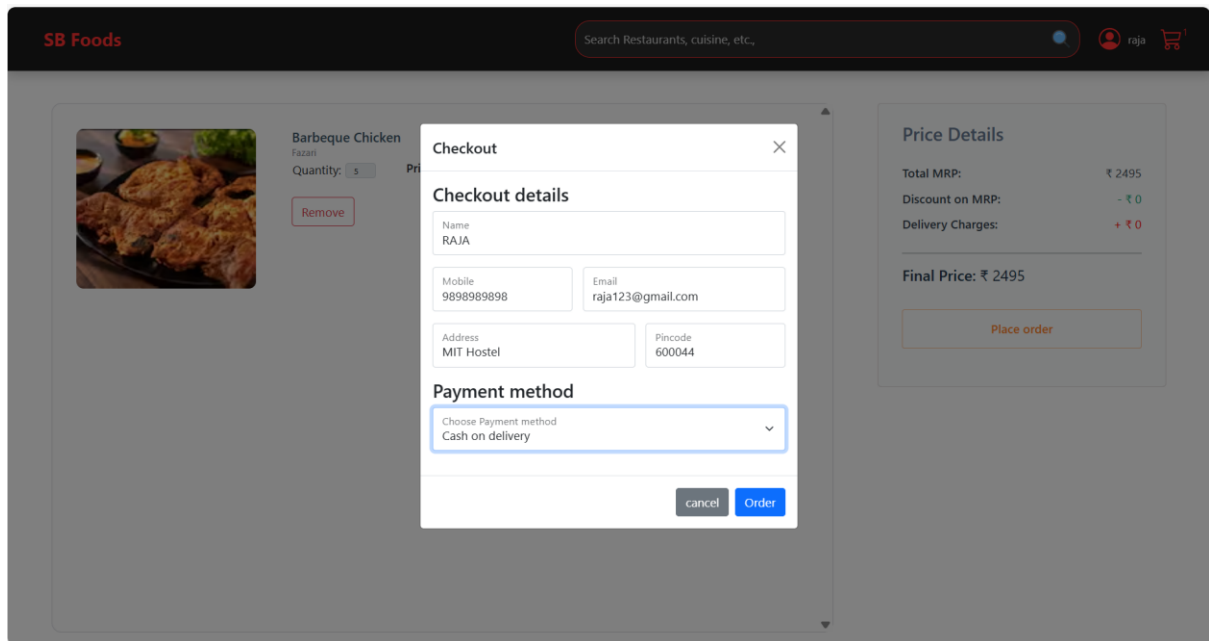 SB Foods
Search Restaurants, cuisine, etc.,
raja
1
Barbeque Chicken
Fazari
Quantity: 5
Pri
Remove
Checkout
Checkout details
Name
RAJA
Mobile
9898989898
Email
raja123@gmail.com
Address
MIT Hostel
Pincode
600044
Payment method
Choose Payment method
Cash on delivery
cancel
Order
Price Details
Total MRP: ₹ 2495
Discount on MRP: - ₹ 0
Delivery Charges: + ₹ 0
Final Price: ₹ 2495
Place order